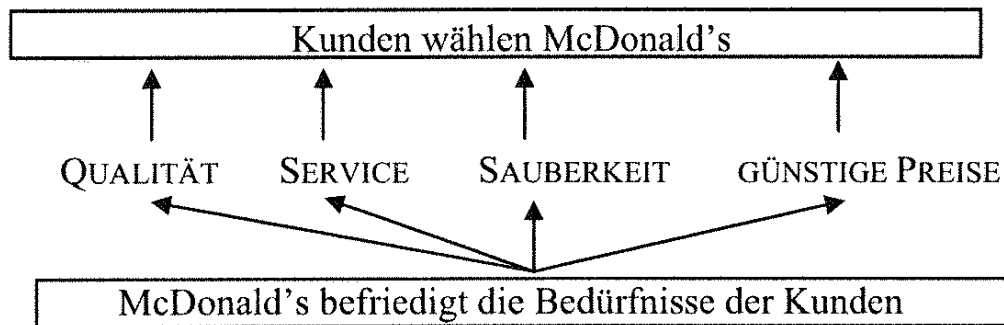 Kunden wählen McDonald's
QUALITÄT SERVICE SAUBERKEIT GÜNSTIGE PREISE
McDonald's befriedigt die Bedürfnisse der Kunden